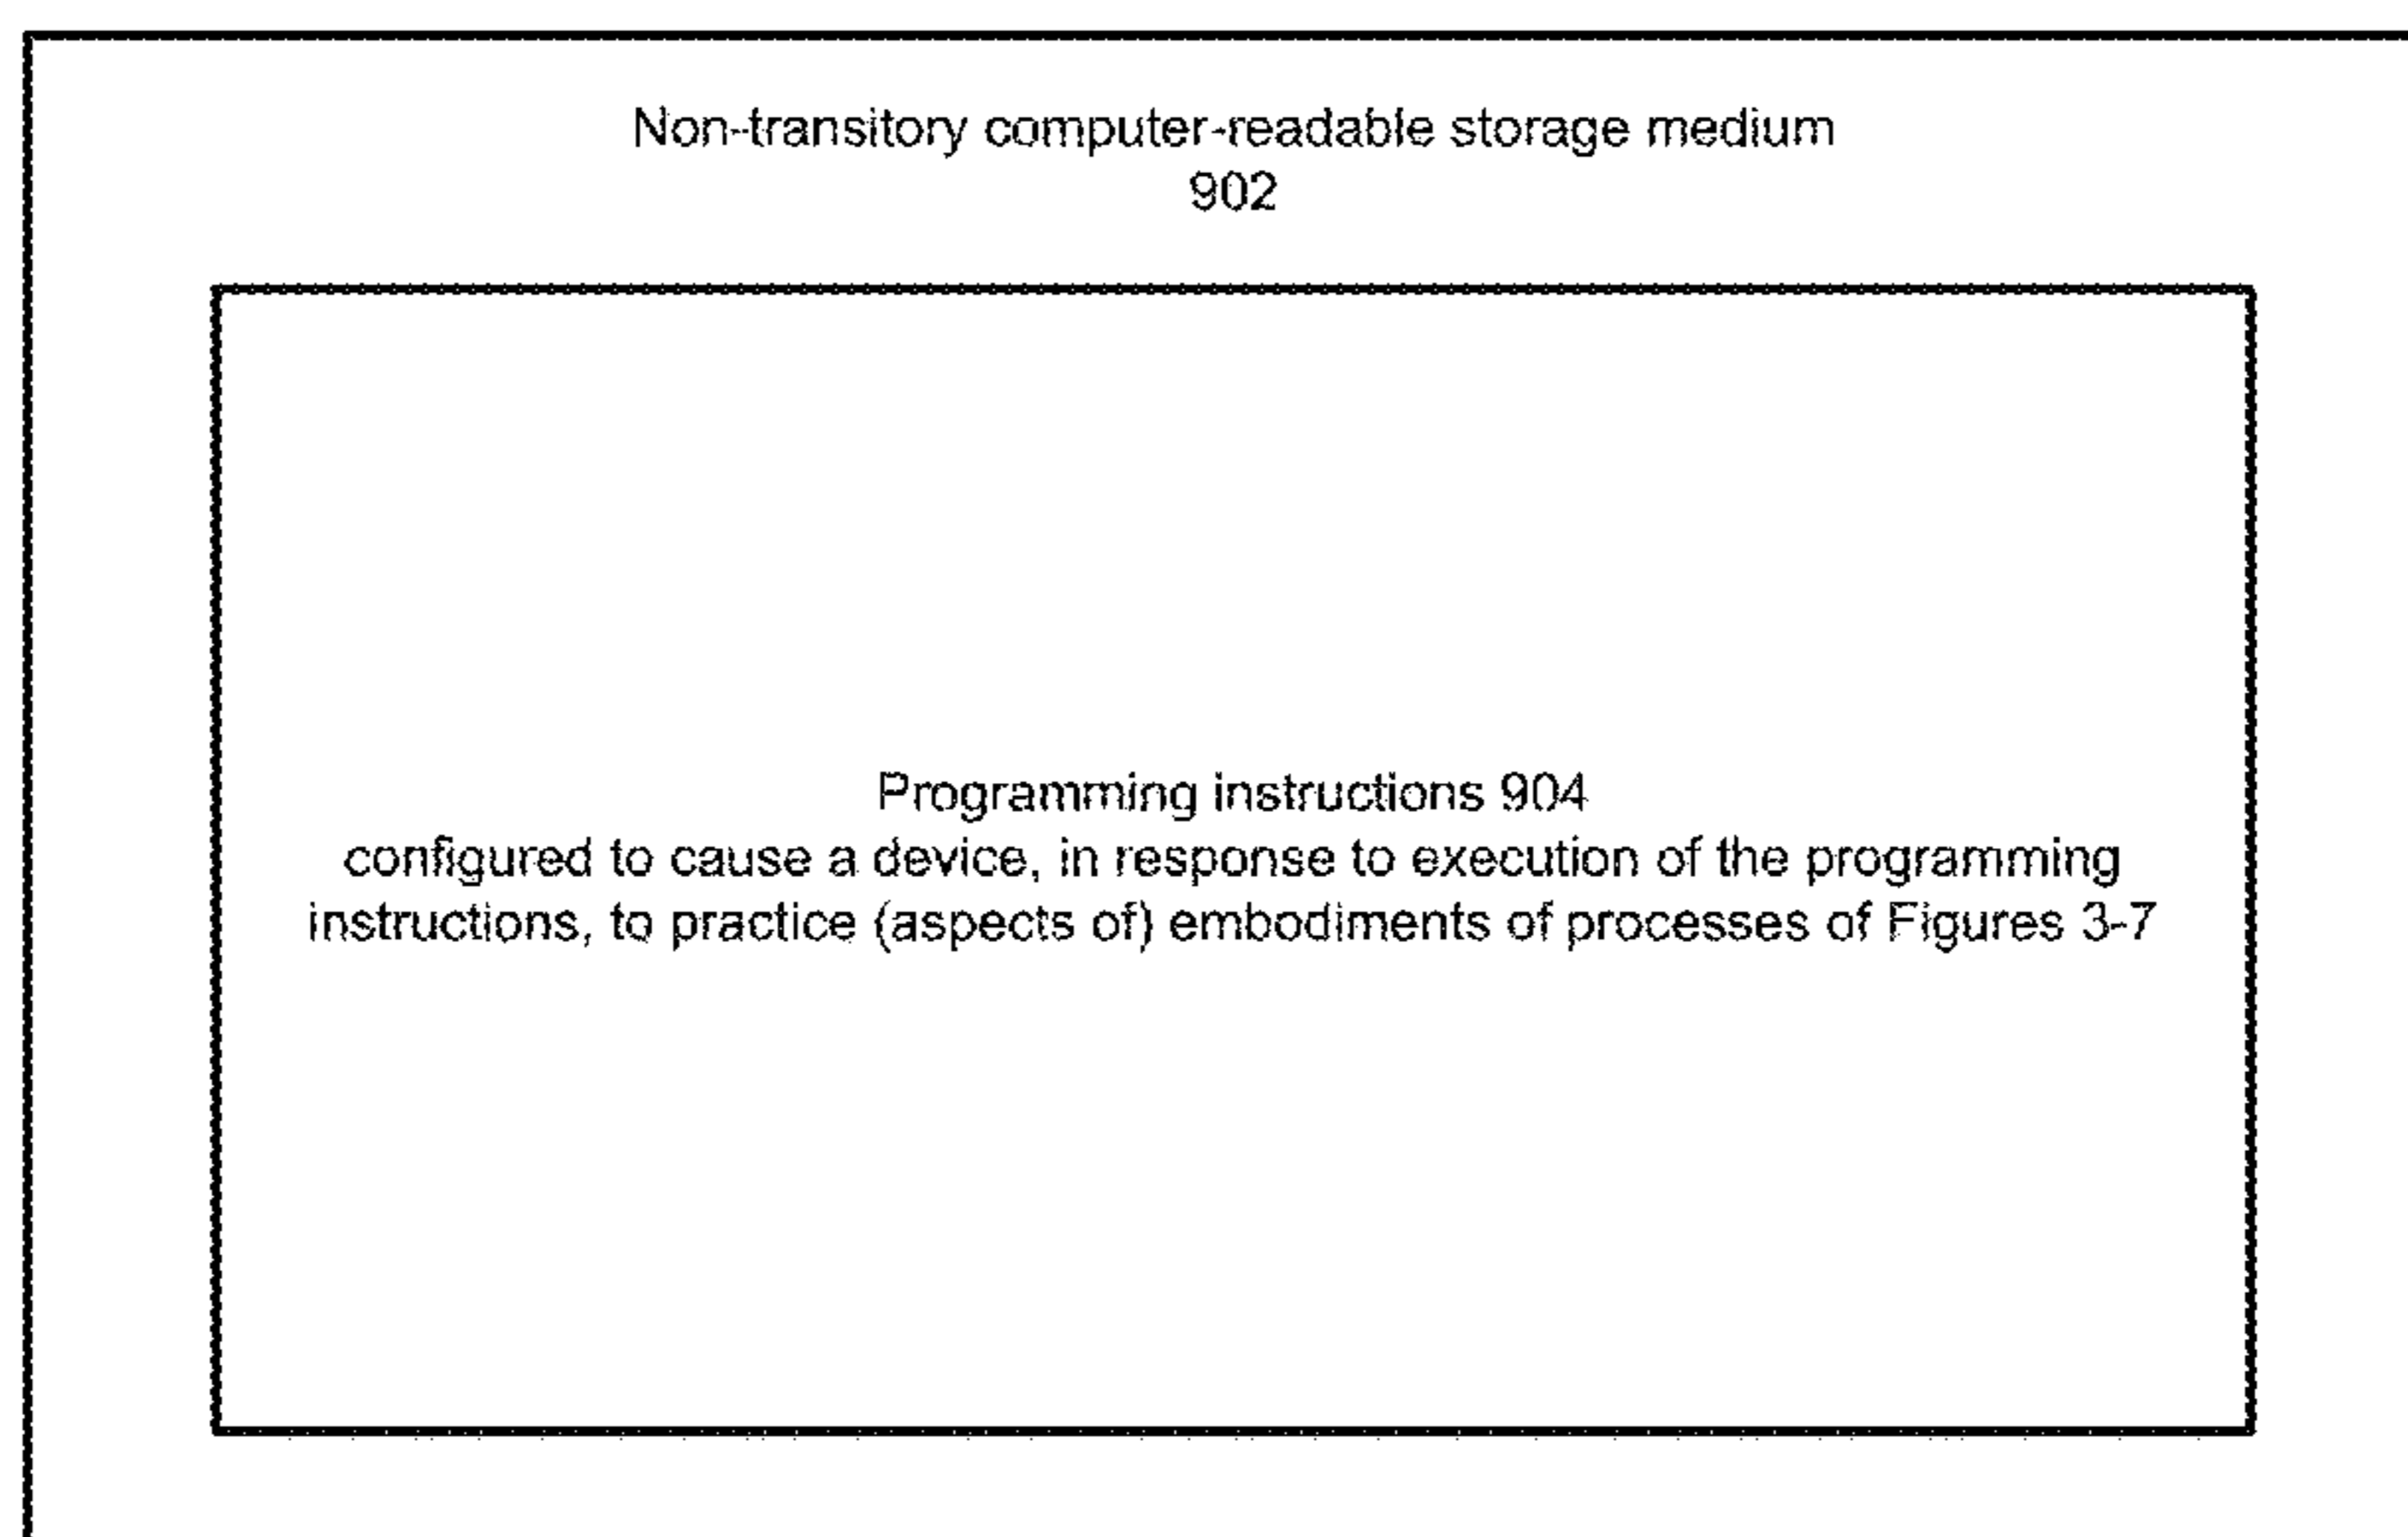 Non-transitory computer-readable storage medium
902
Programming instructions 904
configured to cause a device, in response to execution of the programming
instructions, to practice (aspects of) embodiments of processes of Figures 3-7